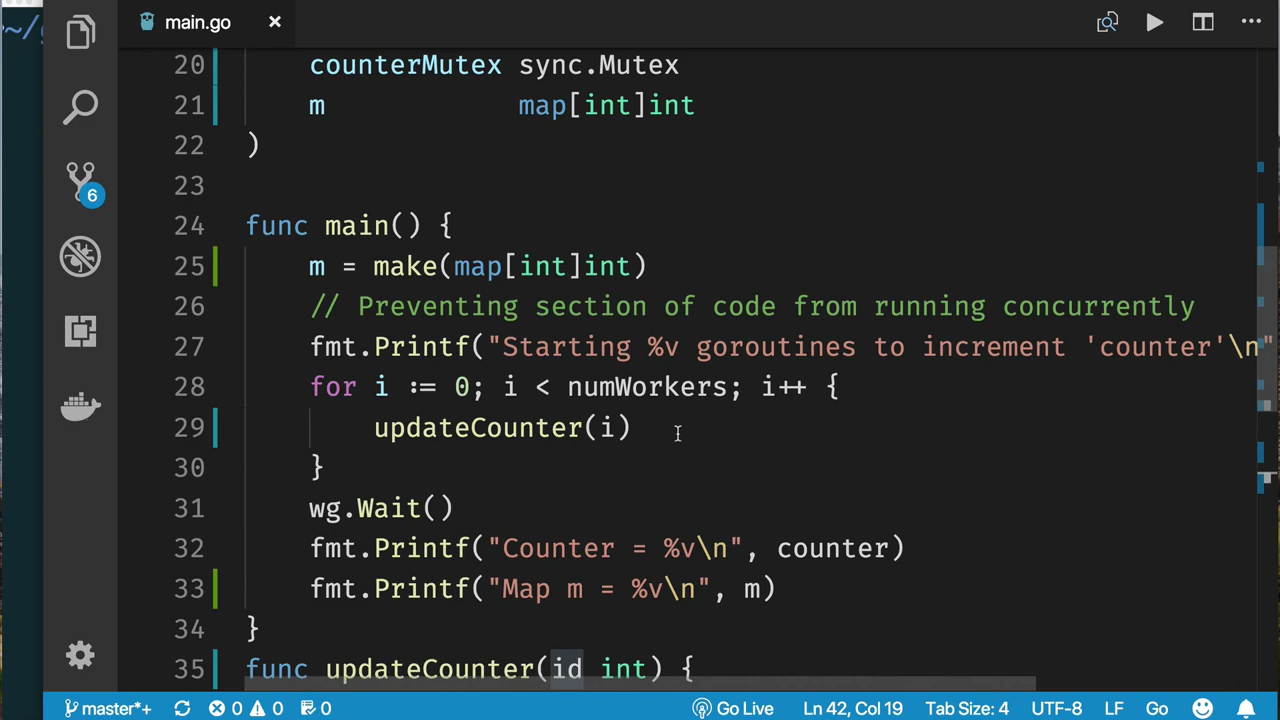 ~/g
main.go
20 counterMutex sync.Mutex
21 m map[int]int
22 )
23
24 func main() {
25 m = make(map[int]int)
26 // Preventing section of code from running concurrently
27 fmt.Printf("Starting %v goroutines to increment 'counter'\n"
28 for i := 0; i < numWorkers; i++ {
29 updateCounter(i)
30 }
31 wg.Wait()
32 fmt.Printf("Counter = %v\n", counter)
33 fmt.Printf("Map m = %v\n", m)
34 }
35 func updateCounter(id int) {
6
master*+ 0 0 0 Go Live Ln 42, Col 19 Tab Size: 4 UTF-8 LF Go